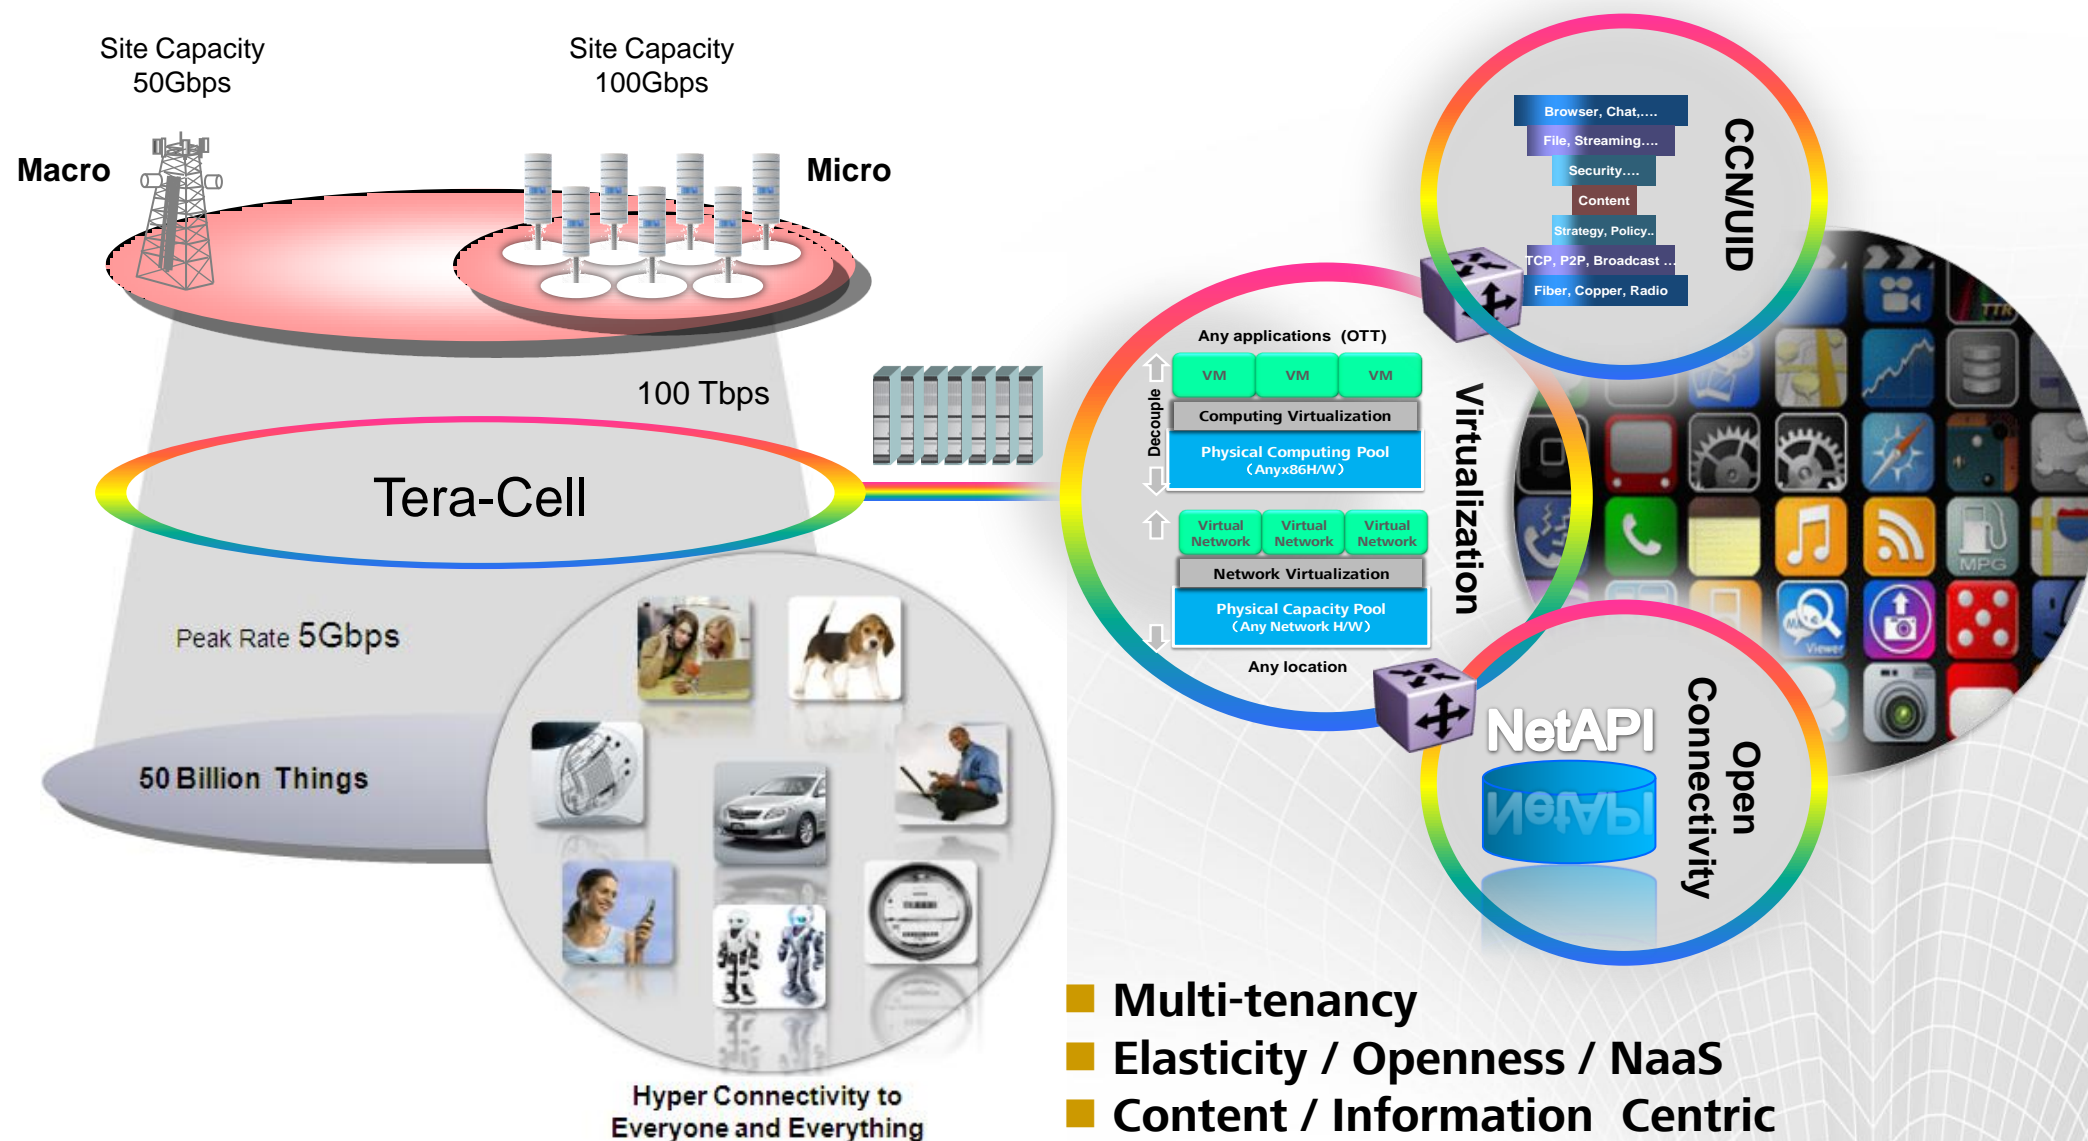 Site Capacity
50Gbps
Site Capacity
100Gbps
Macro
Micro
100 Tbps
Tera-Cell
Peak Rate 5Gbps
50 Billion Things
Hyper Connectivity to
Everyone and Everything
Browser, Chat,....
File, Streaming....
Security....
Content
Strategy, Policy..
TCP, P2P, Broadcast ...
Fiber, Copper, Radio
CCN/UID
Any applications (OTT)
VM VM VM
Computing Virtualization
Physical Computing Pool
(Anyx86H/W)
Decouple
Virtual Virtual Virtual
Network Network Network
Network Virtualization
Physical Capacity Pool
(Any Network H/W)
Any location
Virtualization
NetAPI
NetAPI
Open
Connectivity
TTR
MPG
Viewer
Multi-tenancy
Elasticity / Openness / NaaS
Content / Information Centric